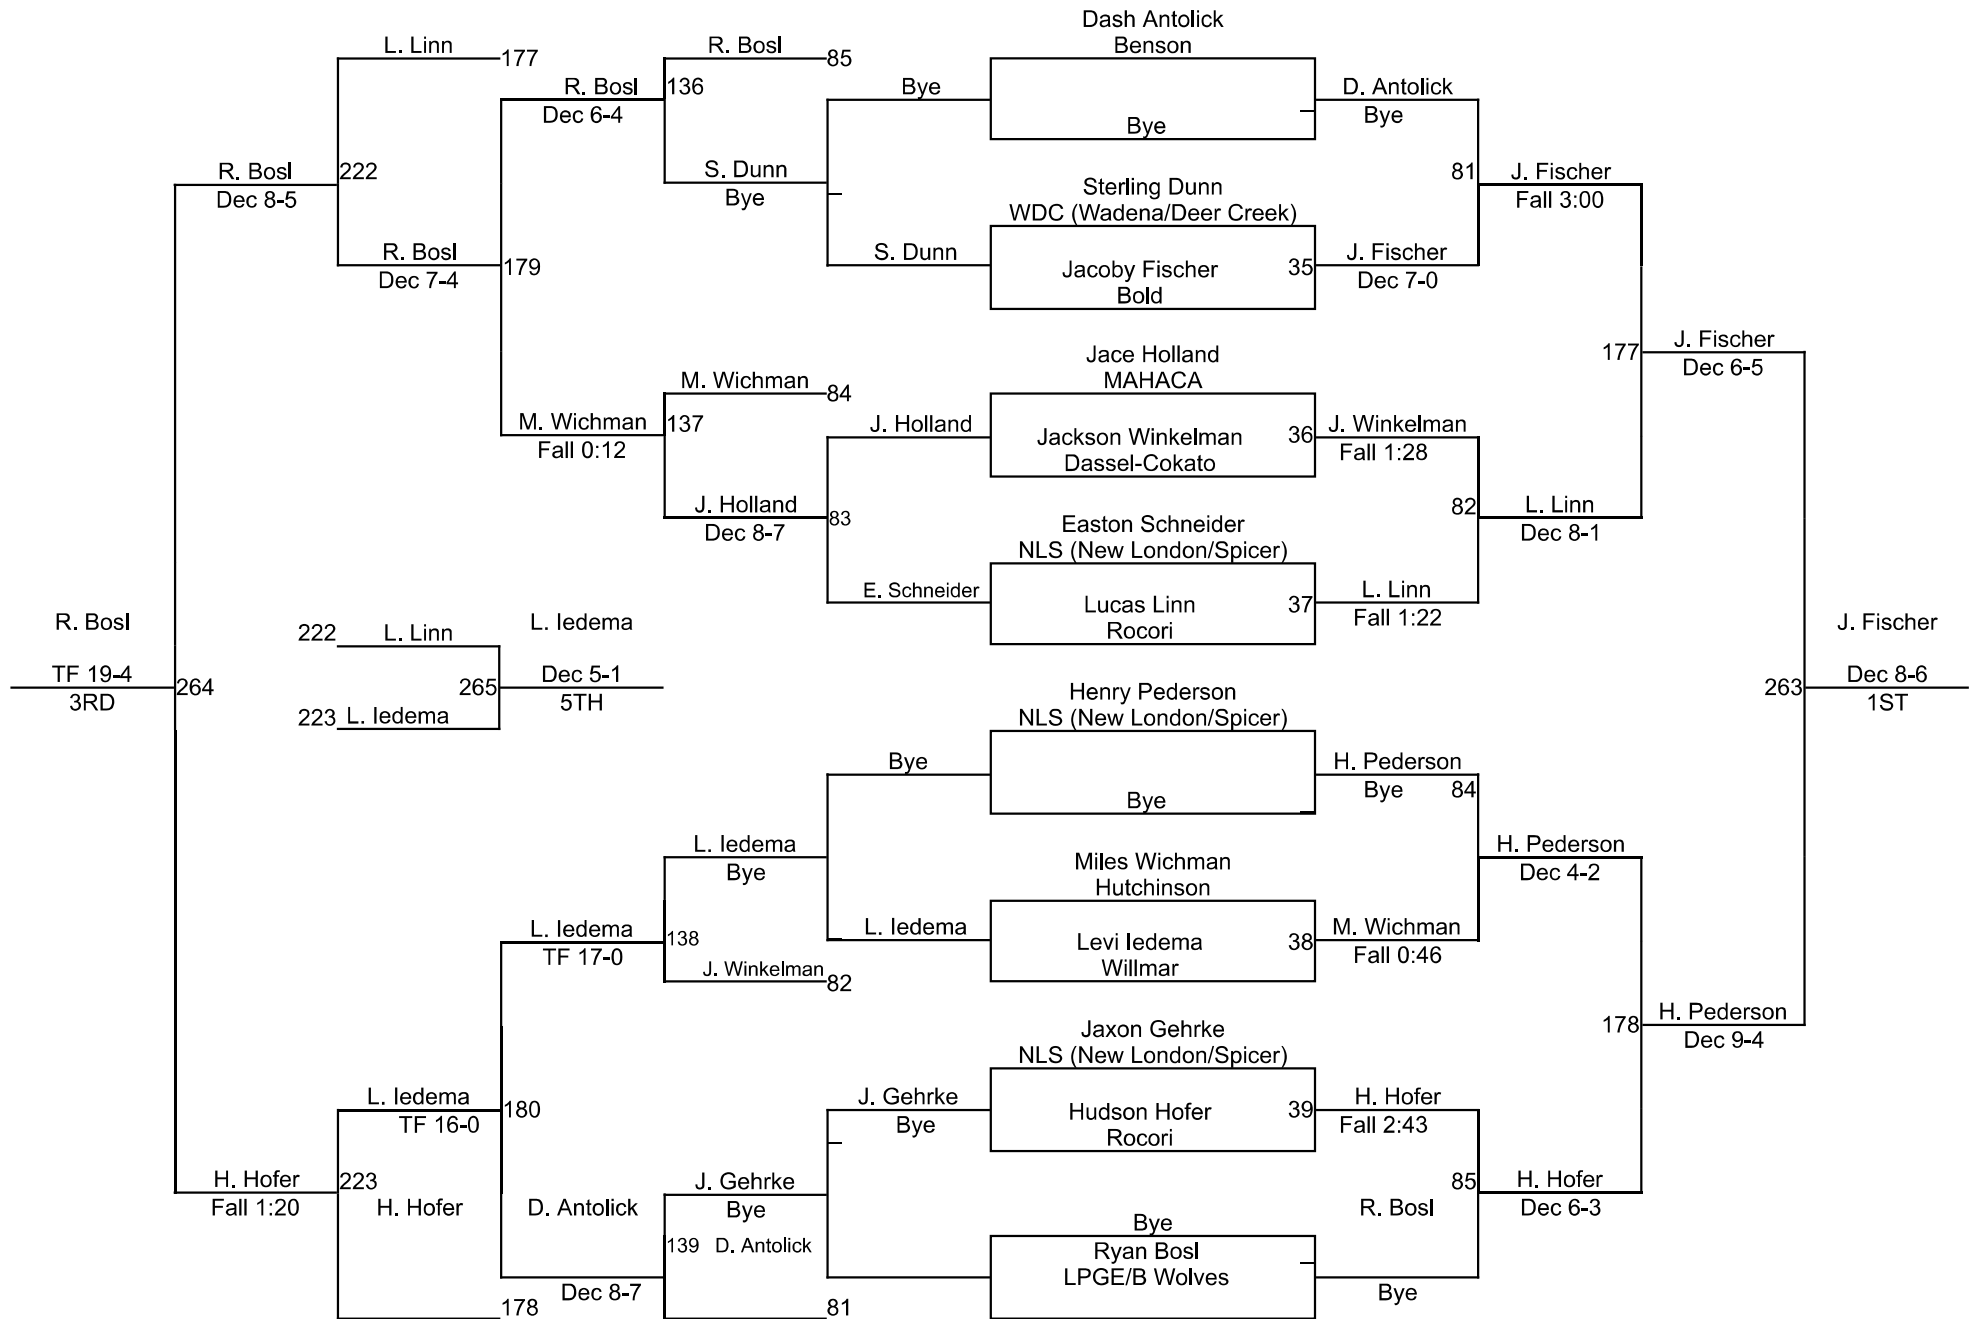 Dash Antolick
Benson
L. Linn
177
R. Bosl
85
R. Bosl
136
Dec 6-4
Bye
Bye
D. Antolick
Bye
R. Bosl
222
Dec 8-5
S. Dunn
Bye
Sterling Dunn
WDC (Wadena/Deer Creek)
81
J. Fischer
Fall 3:00
R. Bosl
179
Dec 7-4
S. Dunn
Jacoby Fischer
Bold
35
J. Fischer
Dec 7-0
Jace Holland
MAHACA
177
J. Fischer
Dec 6-5
M. Wichman
84
M. Wichman
137
Fall 0:12
J. Holland
Jackson Winkelman
Dassel-Cokato
36
J. Winkelman
Fall 1:28
J. Holland
83
Dec 8-7
Easton Schneider
NLS (New London/Spicer)
82
L. Linn
Dec 8-1
E. Schneider
Lucas Linn
Rocori
37
L. Linn
Fall 1:22
R. Bosl
TF 19-4
264
3RD
222
L. Linn
L. Iedema
265
Dec 5-1
5TH
223
L. Iedema
J. Fischer
263
Dec 8-6
1ST
Henry Pederson
NLS (New London/Spicer)
Bye
Bye
H. Pederson
Bye
84
L. Iedema
Bye
Miles Wichman
Hutchinson
H. Pederson
Dec 4-2
L. Iedema
138
TF 17-0
L. Iedema
Levi Iedema
Willmar
38
M. Wichman
Fall 0:46
J. Winkelman
82
Jaxon Gehrke
NLS (New London/Spicer)
178
H. Pederson
Dec 9-4
L. Iedema
180
TF 16-0
J. Gehrke
Bye
Hudson Hofer
Rocori
39
H. Hofer
Fall 2:43
H. Hofer
223
Fall 1:20
H. Hofer
D. Antolick
J. Gehrke
Bye
85
H. Hofer
Dec 6-3
R. Bosl
Bye
139
D. Antolick
Ryan Bosl
LPGE/B Wolves
Dec 8-7
Bye
178
81